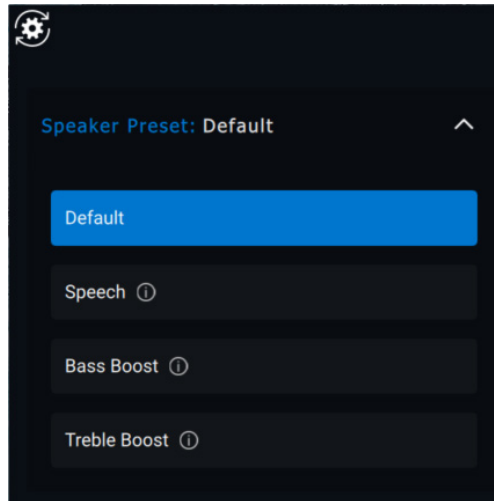 Speaker Preset: Default
Default
Speech
Bass Boost
Treble Boost